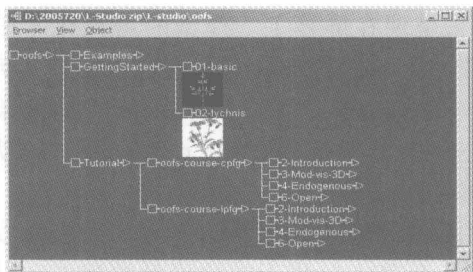 D:\2005720\L-Studio zip\L-studio\oofs
Browser View Object
oofs
Examples
GettingStarted
01-basic
02-lychnis
Tutorial
oofs-course-cpfg
2-Introduction
3-Mod-vis-3D
4-Endogenous
6-Open
oofs-course-lpfg
2-Introduction
3-Mod-vis-3D
4-Endogenous
6-Open